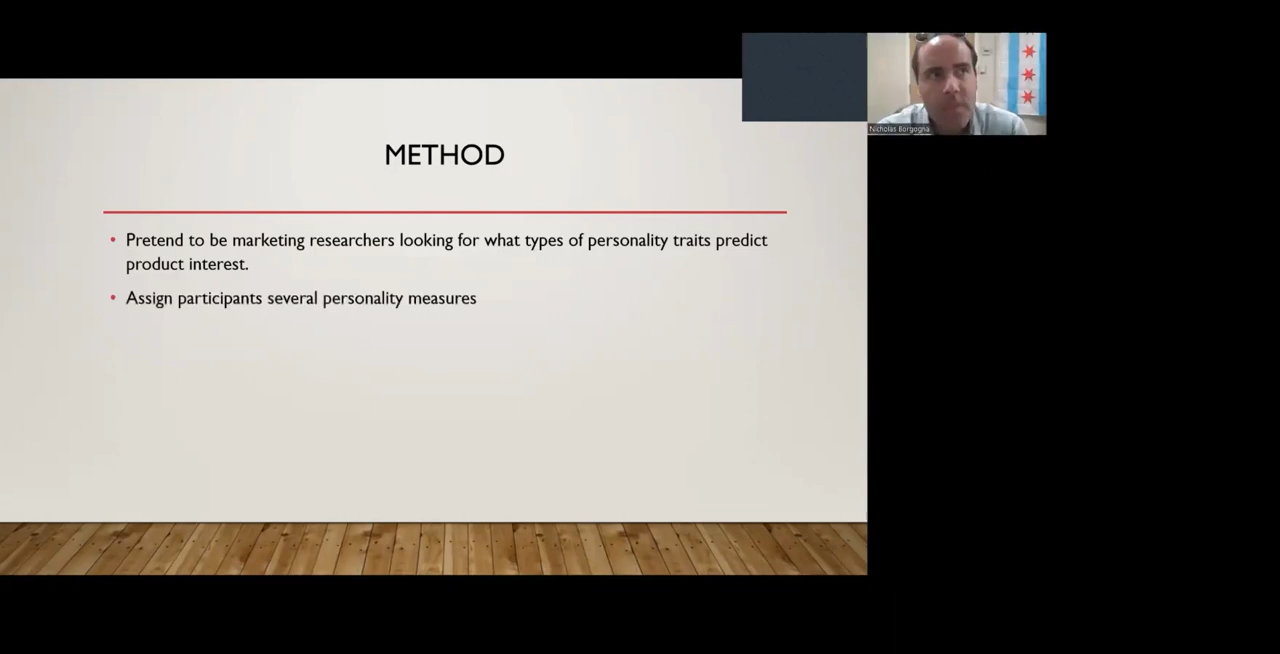 Nicholas Borgogna
METHOD
• Pretend to be marketing researchers looking for what types of personality traits predict
product interest.
• Assign participants several personality measures